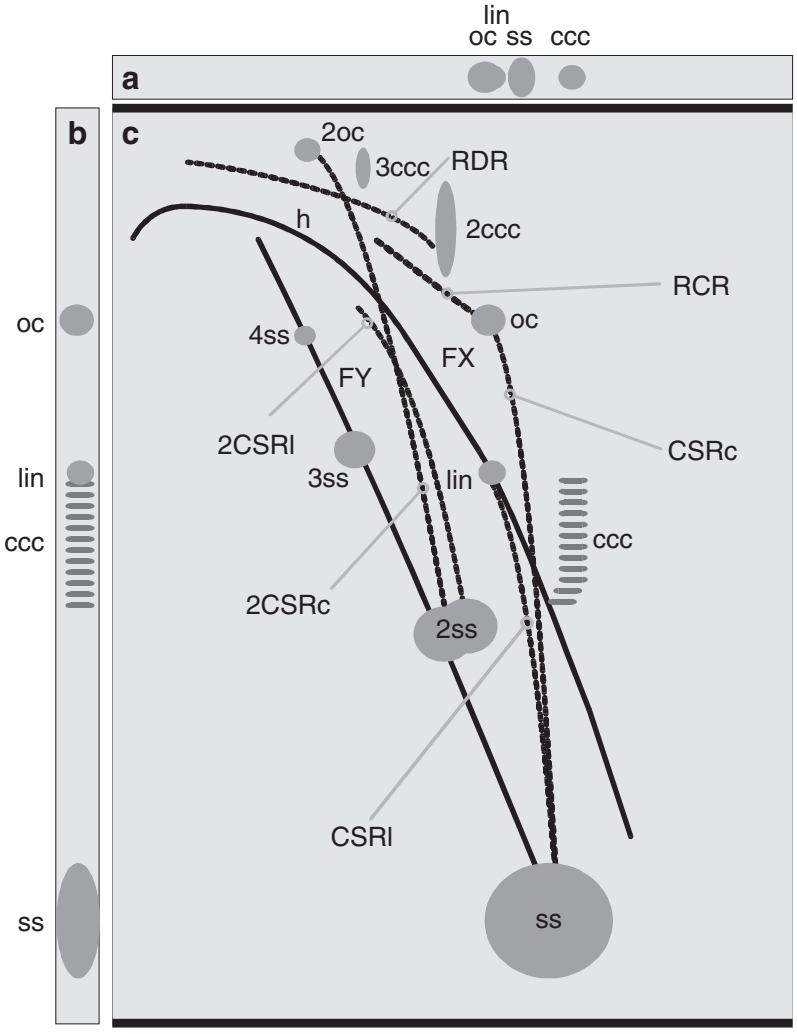 lin
oc ss ccc
a
b
c
2oc
3ccc
RDR
h
2ccc
RCR
oc
oc
4ss
FX
FY
2CSRl
CSRc
lin
3ss
lin
ccc
ccc
2CSRc
2ss
CSRl
ss
ss